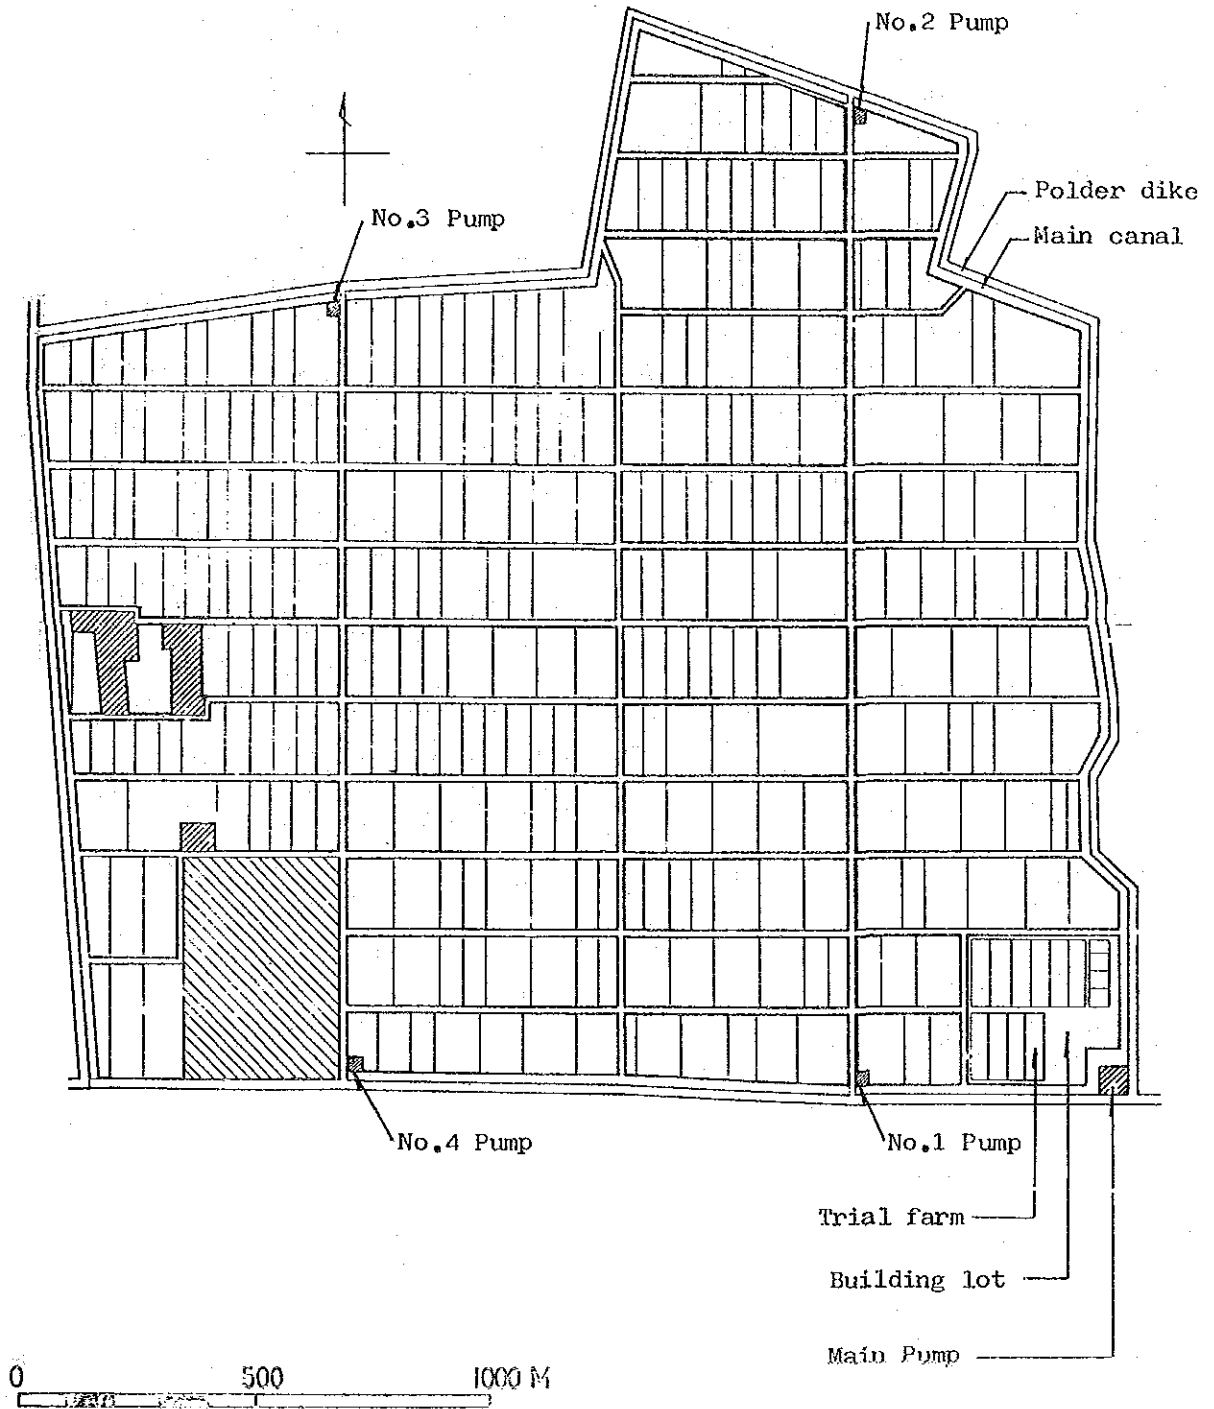 No.2 Pump
Polder dike
No.3 Pump
Main canal
No.4 Pump
No.1 Pump
Trial farm
Building lot
Main Pump
0 500 1000 M